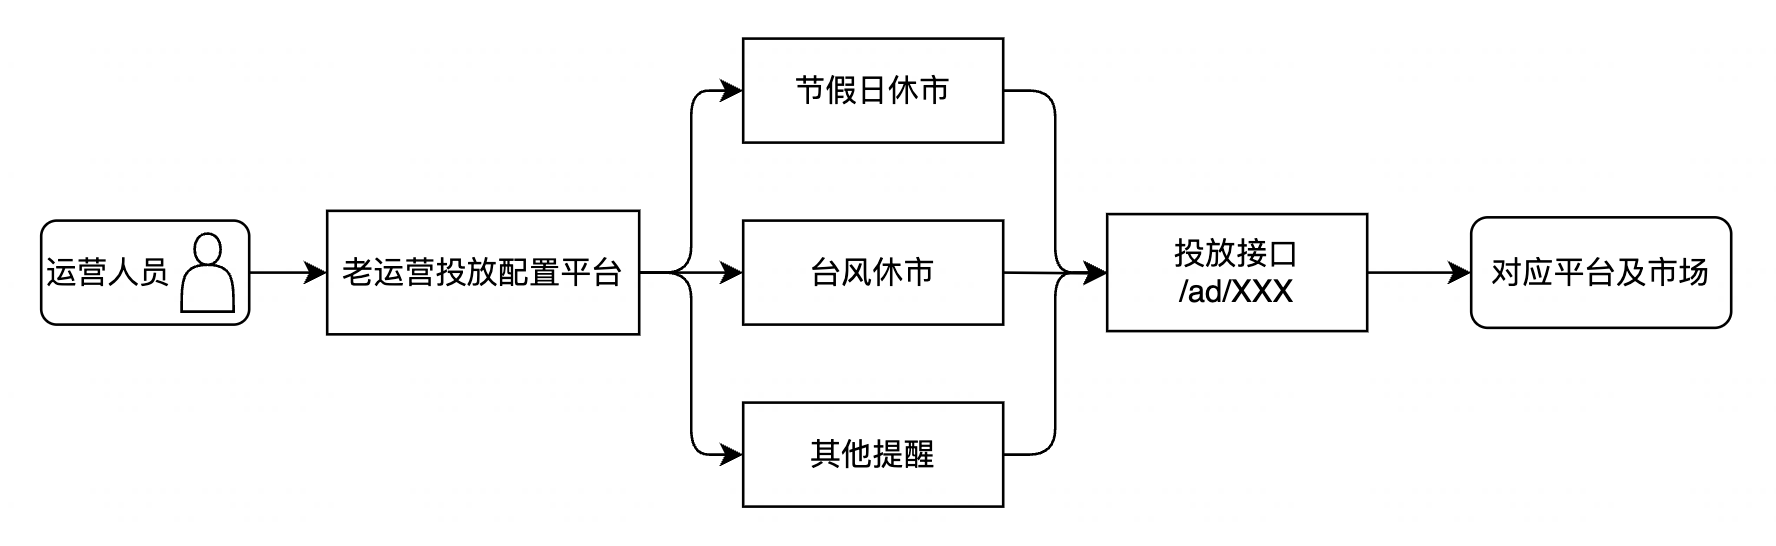 运营人员
老运营投放配置平台
节假日休市
台风休市
其他提醒
投放接口
/ad/XXX
对应平台及市场